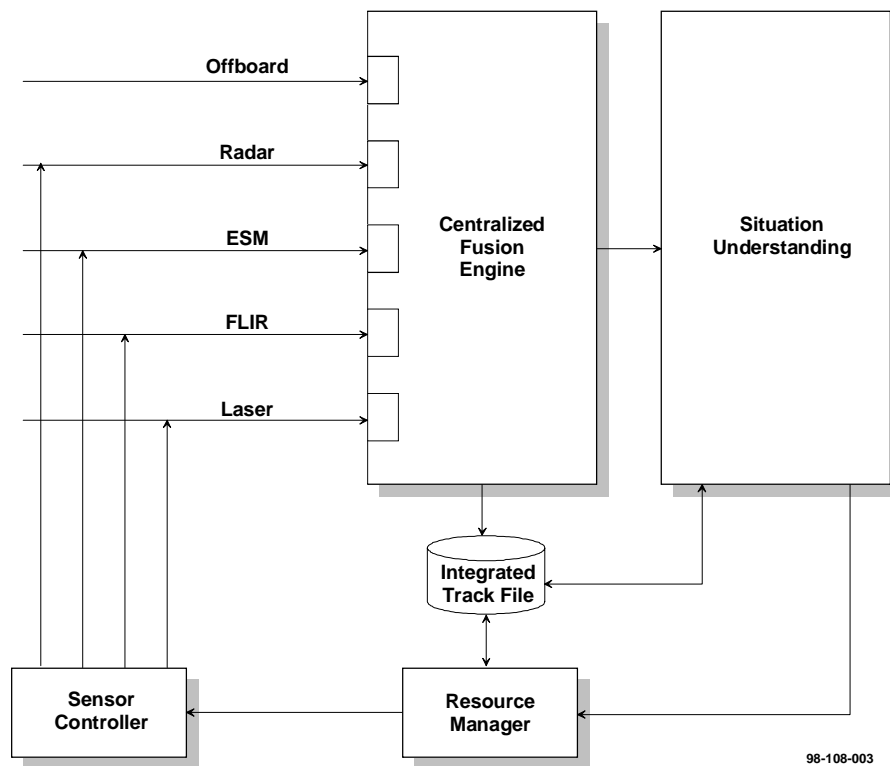 Offboard
Radar
ESM
FLIR
Laser
Centralized
Fusion
Engine
Situation
Understanding
Integrated
Track File
Sensor
Controller
Resource
Manager
98-108-003